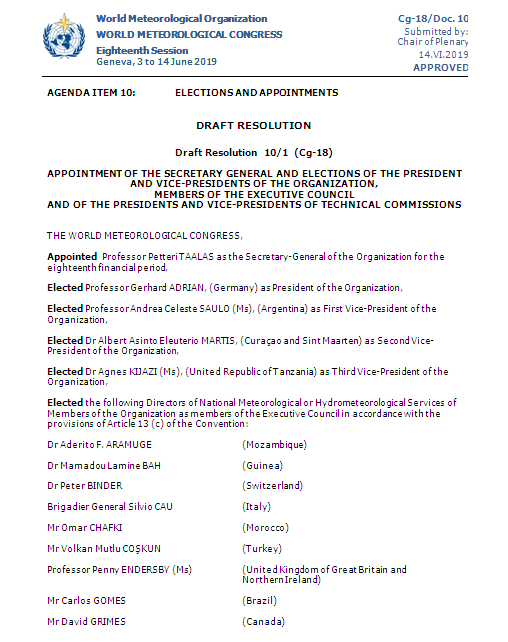 World Meteorological Organization
WORLD METEOROLOGICAL CONGRESS
Eighteenth Session
Geneva, 3 to 14 June 2019
Cg-18/Doc. 10
Submitted by:
Chair of Plenary
14.VI.2019
APPROVED
AGENDA ITEM 10: ELECTIONS AND APPOINTMENTS
DRAFT RESOLUTION
Draft Resolution 10/1 (Cg-18)
APPOINTMENT OF THE SECRETARY GENERAL AND ELECTIONS OF THE PRESIDENT
AND VICE-PRESIDENTS OF THE ORGANIZATION,
MEMBERS OF THE EXECUTIVE COUNCIL
AND OF THE PRESIDENTS AND VICE-PRESIDENTS OF TECHNICAL COMMISSIONS
THE WORLD METEOROLOGICAL CONGRESS,
Appointed Professor Petteri TAALAS as the Secretary-General of the Organization for the
eighteenth financial period,
Elected Professor Gerhard ADRIAN, (Germany) as President of the Organization,
Elected Professor Andrea Celeste SAULO (Ms), (Argentina) as First Vice-President of the
Organization,
Elected Dr Albert Asinto Eleuterio MARTIS, (Curaçao and Sint Maarten) as Second Vice-
President of the Organization,
Elected Dr Agnes KIJAZI (Ms), (United Republic of Tanzania) as Third Vice-President of the
Organization,
Elected the following Directors of National Meteorological or Hydrometeorological Services of
Members of the Organization as members of the Executive Council in accordance with the
provisions of Article 13 (c) of the Convention:
Dr Aderito F. ARAMUGE (Mozambique)
Dr Mamadou Lamine BAH (Guinea)
Dr Peter BINDER (Switzerland)
Brigadier General Silvio CAU (Italy)
Mr Omar CHAFKI (Morocco)
Mr Volkan Mutlu COŞKUN (Turkey)
Professor Penny ENDERSBY (Ms) (United Kingdom of Great Britain and
Northern Ireland)
Mr Carlos GOMES (Brazil)
Mr David GRIMES (Canada)